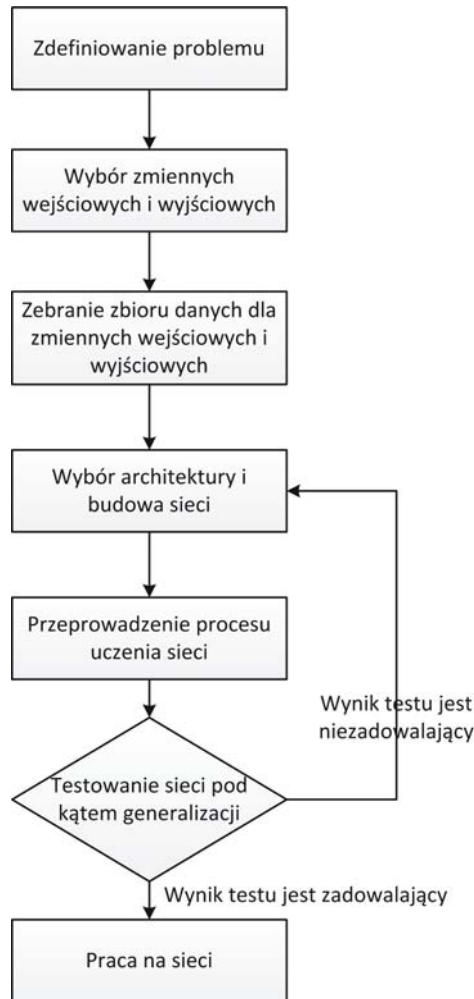 Zdefiniowanie problemu
Wybór zmiennych
wejściowych i wyjściowych
Zebranie zbioru danych dla
zmiennych wejściowych i
wyjściowych
Wybór architektury i
budowa sieci
Przeprowadzenie procesu
uczenia sieci
Wynik testu jest
niezadowalający
Testowanie sieci pod
kątem generalizacji
Wynik testu jest zadowalający
Praca na sieci